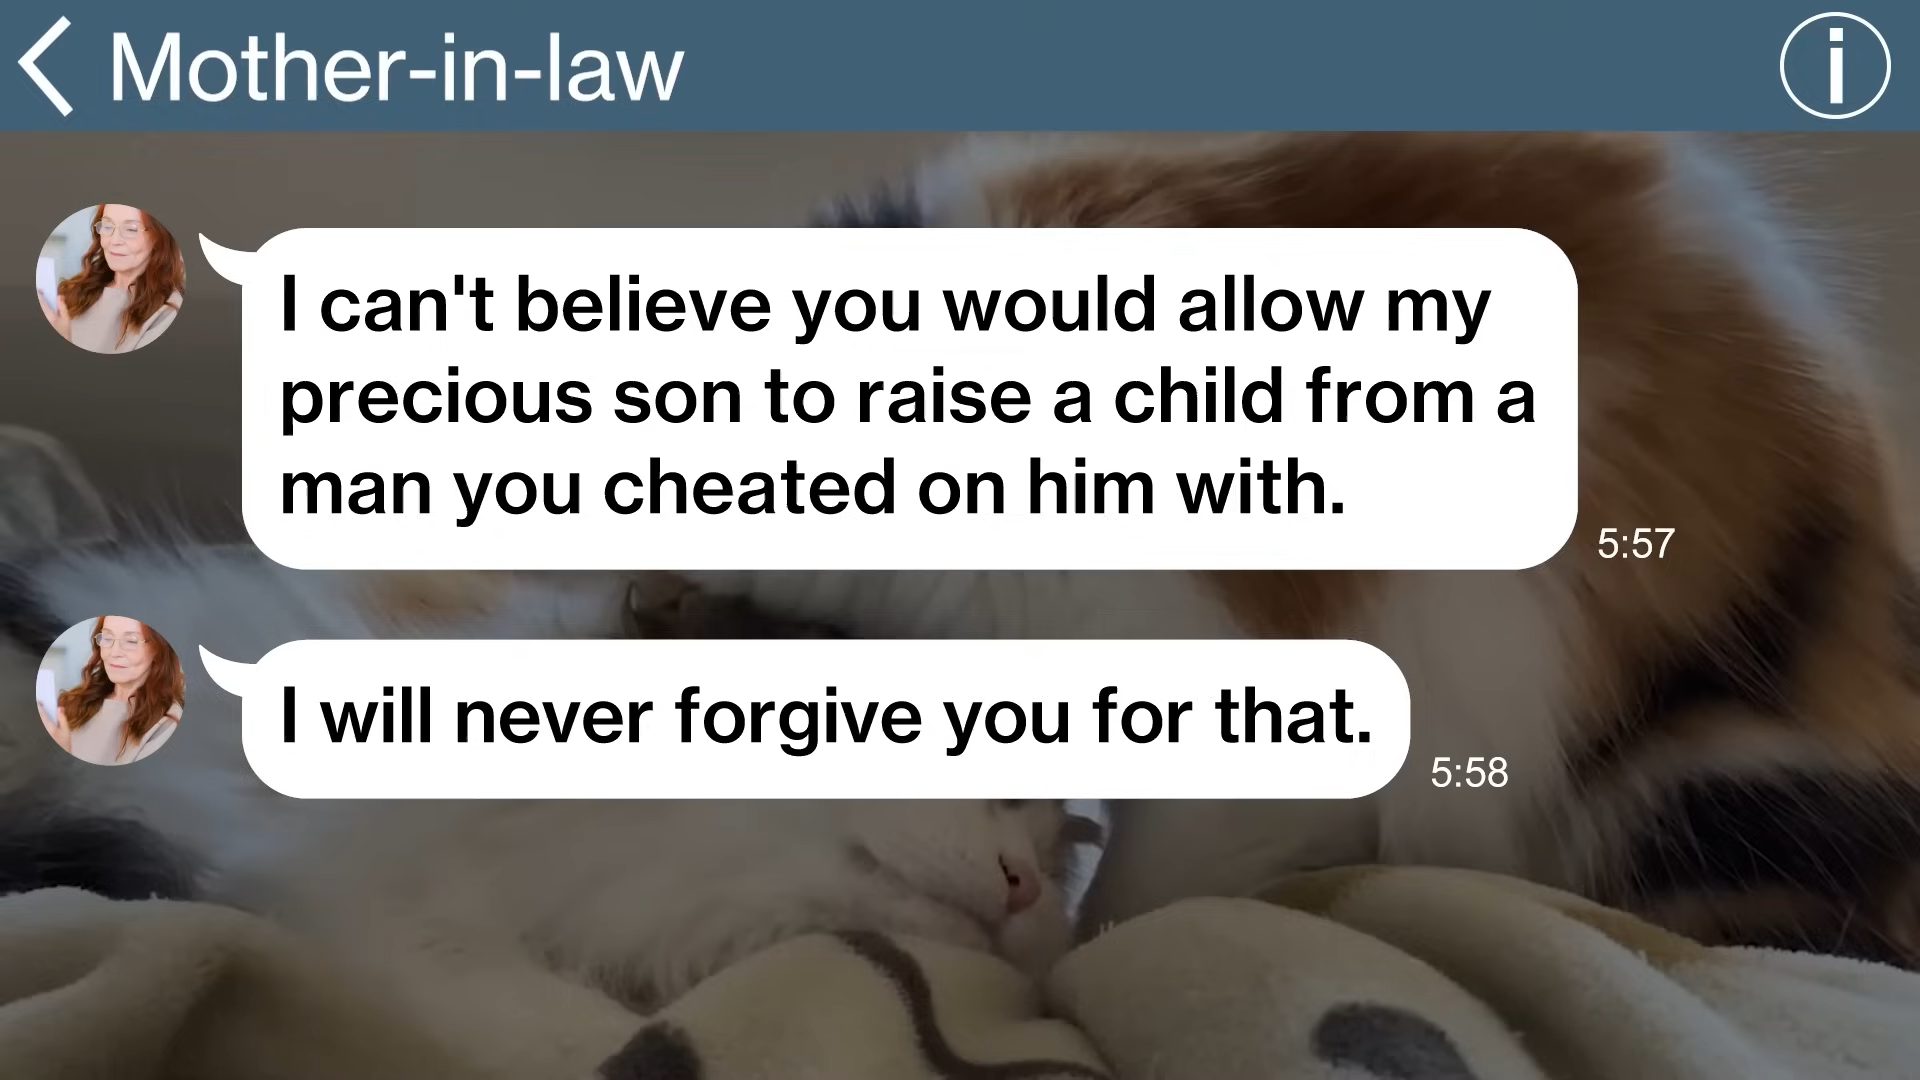 Mother-in-law
I can't believe you would allow my
precious son to raise a child from a
man you cheated on him with.
5:57
I will never forgive you for that.
5:58